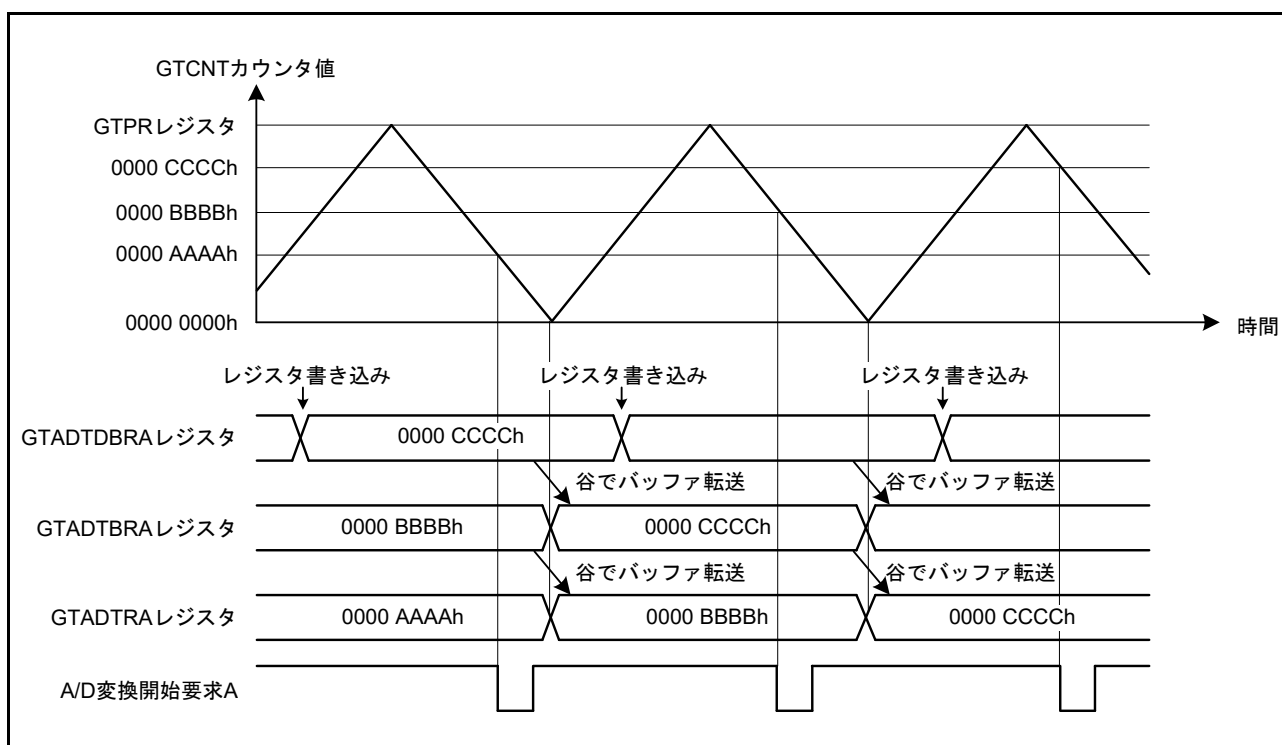 GTCNTカウンタ値
GTPRレジスタ
0000 CCCCh
0000 BBBBh
0000 AAAAh
0000 0000h
時間
レジスタ書き込み レジスタ書き込み レジスタ書き込み
GTADTDBRAレジスタ 0000 CCCCh
谷でバッファ転送 谷でバッファ転送
GTADTBRAレジスタ 0000 BBBBh 0000 CCCCh
谷でバッファ転送 谷でバッファ転送
GTADTRAレジスタ 0000 AAAAh 0000 BBBBh 0000 CCCCh
A/D変換開始要求A